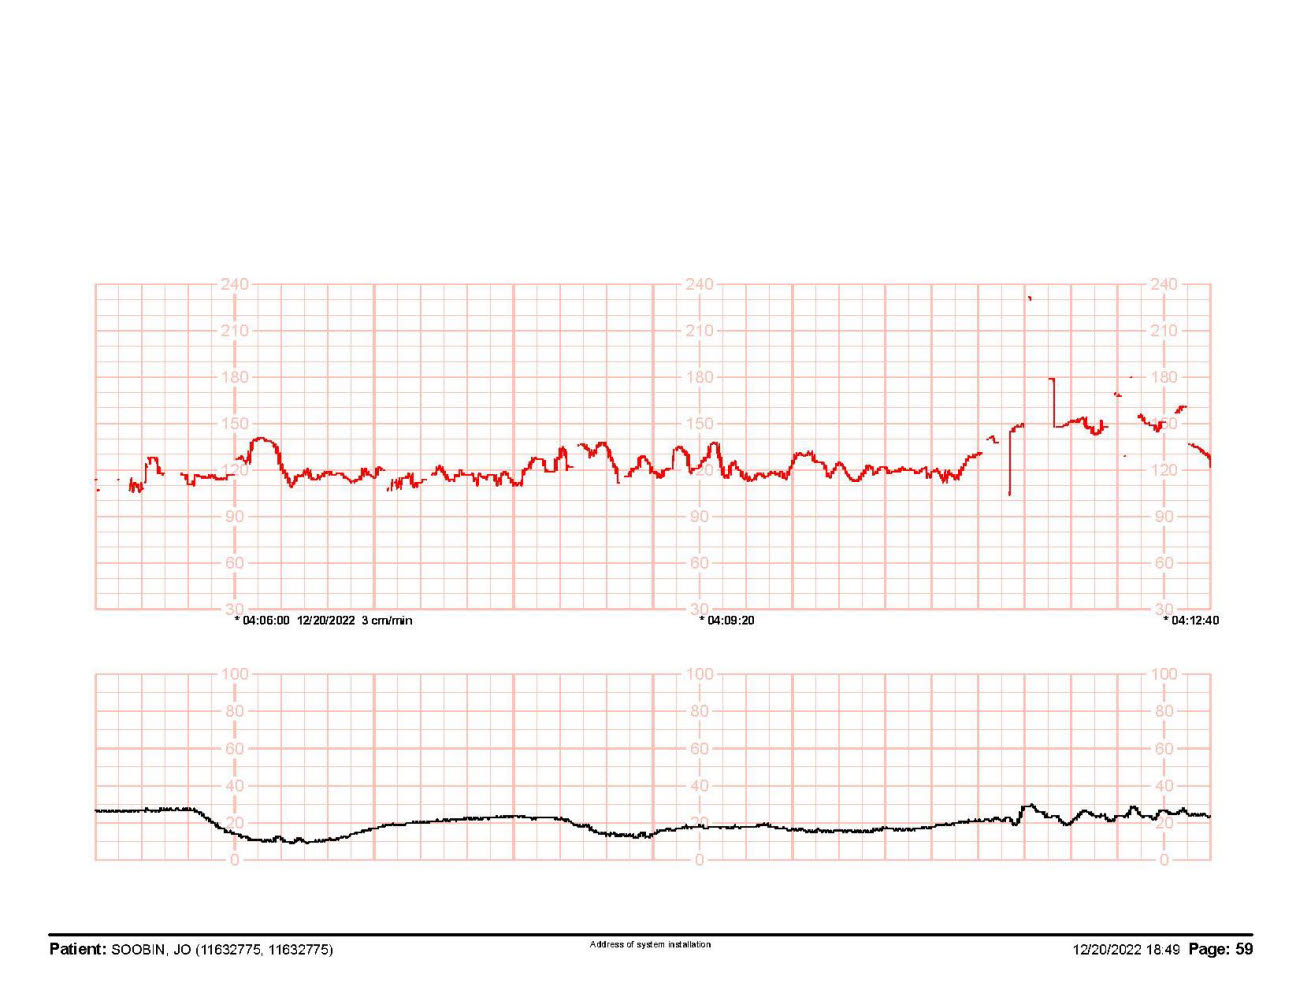 240 240 240
210 210 210
180 180 180
150 150 150
120 120 120
90 90 90
60 60 60
30 30 30
* 04:06:00 12/20/2022 3 cm/min * 04:09:20 * 04:12:40
100 100 100
80 80 80
60 60 60
40 40 40
20 20 20
0 0 0
Patient: SOOBIN, JO (11632775, 11632775) Address of system installation 12/20/2022 18:49 Page: 59